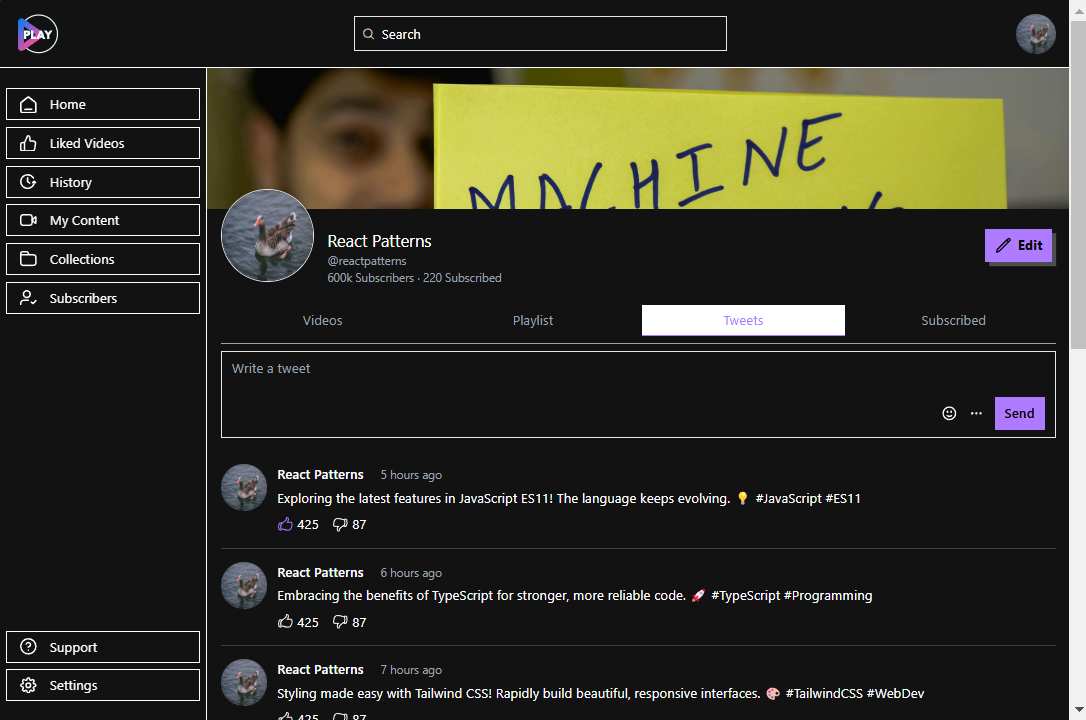 PLAY
Search
Home
Liked Videos
History
My Content
Collections
Subscribers
Support
Settings
MACHINE
React Patterns
@reactpatterns
600k Subscribers · 220 Subscribed
Edit
Videos Playlist Tweets Subscribed
Write a tweet
Send
React Patterns 5 hours ago
Exploring the latest features in JavaScript ES11! The language keeps evolving. 💡 #JavaScript #ES11
425 87
React Patterns 6 hours ago
Embracing the benefits of TypeScript for stronger, more reliable code. 🚀 #TypeScript #Programming
425 87
React Patterns 7 hours ago
Styling made easy with Tailwind CSS! Rapidly build beautiful, responsive interfaces. 🎨 #TailwindCSS #WebDev
425 87